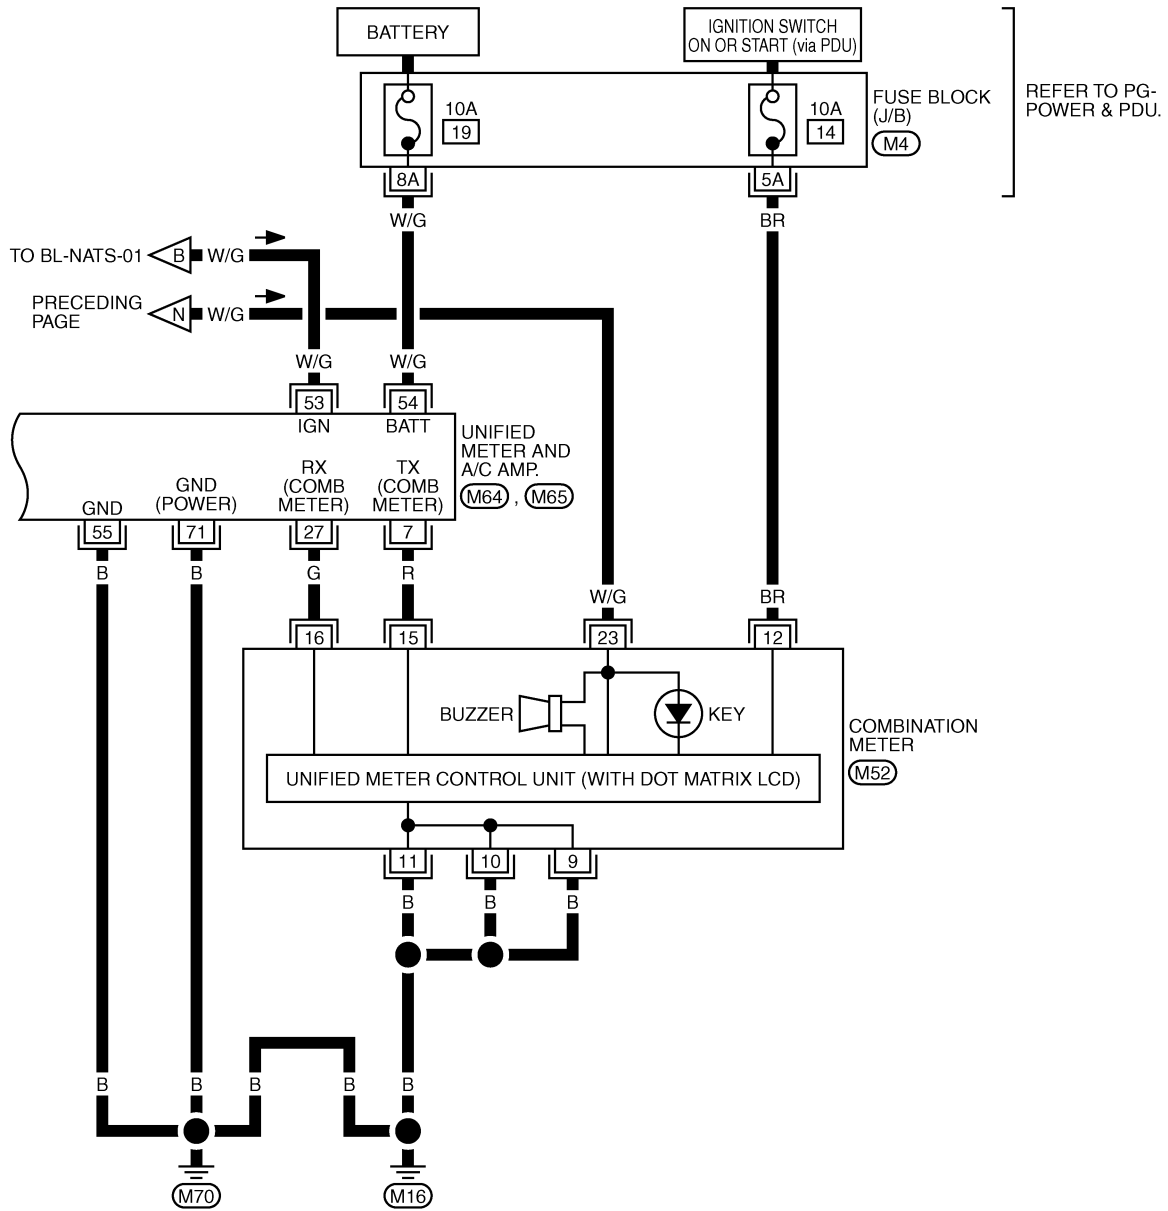 BATTERY
IGNITION SWITCH
ON OR START (via PDU)
10A
19
10A
14
FUSE BLOCK
(J/B)
M4
REFER TO PG-
POWER & PDU.
8A
5A
W/G
BR
TO BL-NATS-01
B
W/G
PRECEDING
PAGE
N
W/G
W/G
W/G
53
54
IGN
BATT
UNIFIED
METER AND
A/C AMP.
M64 , M65
RX
(COMB
METER)
TX
(COMB
METER)
GND
(POWER)
GND
55
71
27
7
B
B
G
R
W/G
BR
16
15
23
12
BUZZER
KEY
COMBINATION
METER
M52
UNIFIED METER CONTROL UNIT (WITH DOT MATRIX LCD)
11
10
9
B
B
B
B
B
B
B
B
M70
M16